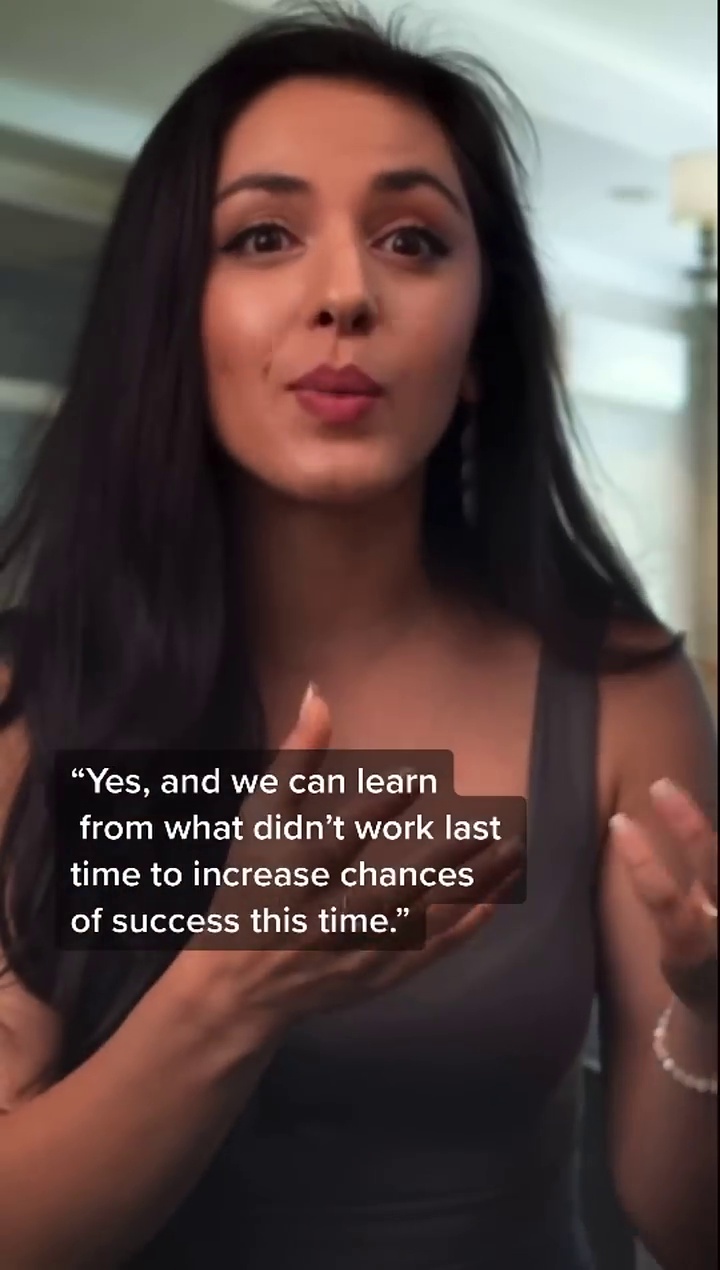 “Yes, and we can learn
from what didn’t work last
time to increase chances
of success this time.”